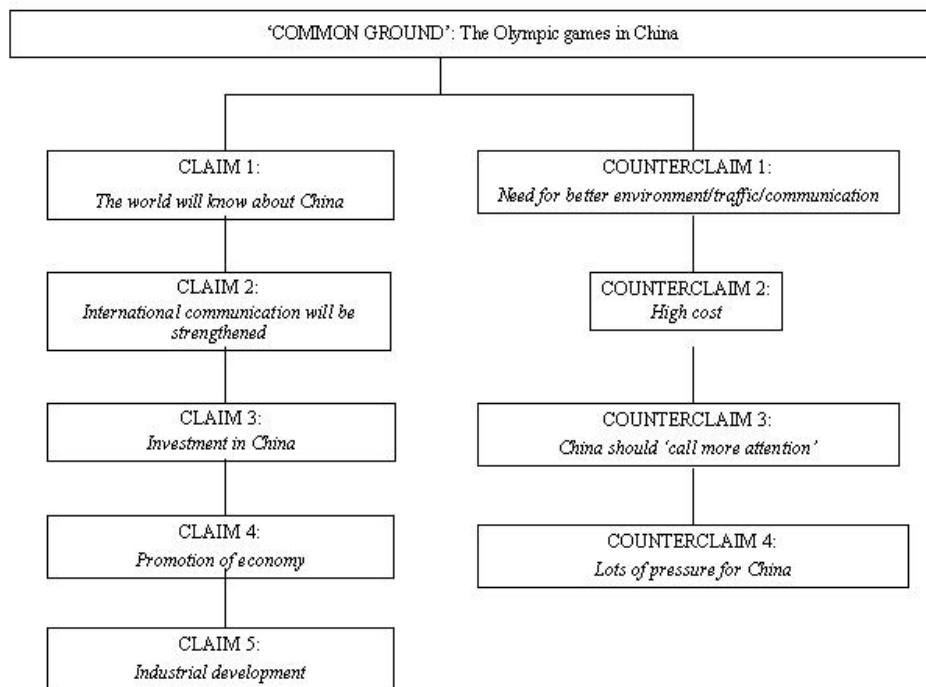 ‘COMMON GROUND’: The Olympic games in China
CLAIM 1:
The world will know about China
CLAIM 2:
International communication will be
strengthened
CLAIM 3:
Investment in China
CLAIM 4:
Promotion of economy
CLAIM 5:
Industrial development
COUNTERCLAIM 1:
Need for better environment/traffic/communication
COUNTERCLAIM 2:
High cost
COUNTERCLAIM 3:
China should ‘call more attention’
COUNTERCLAIM 4:
Lots of pressure for China